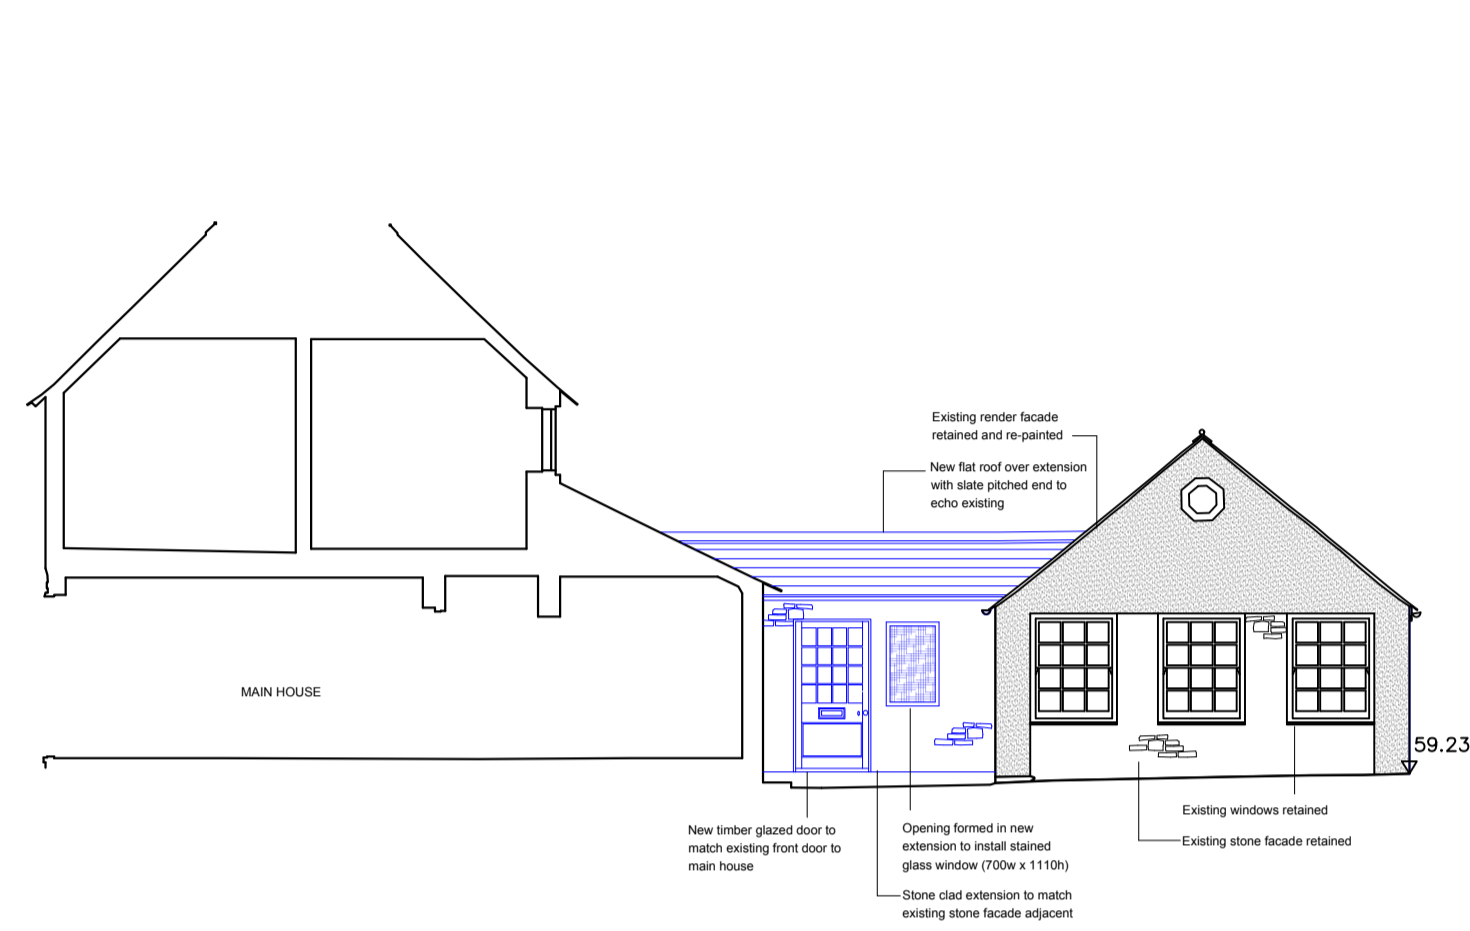 Existing render facade
retained and re-painted
New flat roof over extension
with slate pitched end to
echo existing
MAIN HOUSE
59.23
Existing windows retained
Existing stone facade retained
New timber glazed door to
match existing front door to
main house
Opening formed in new
extension to install stained
glass window (700w x 1110h)
Stone clad extension to match
existing stone facade adjacent